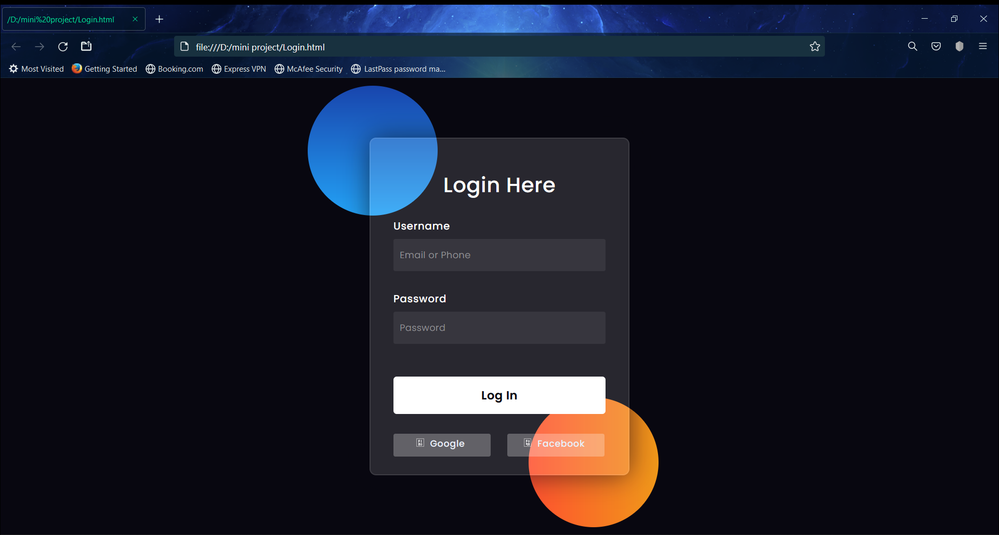 /D:/mini%20project/Login.html
file:///D:/mini project/Login.html
Most Visited Getting Started Booking.com Express VPN McAfee Security LastPass password ma...
Login Here
Username
Email or Phone
Password
Password
Log In
Google Facebook